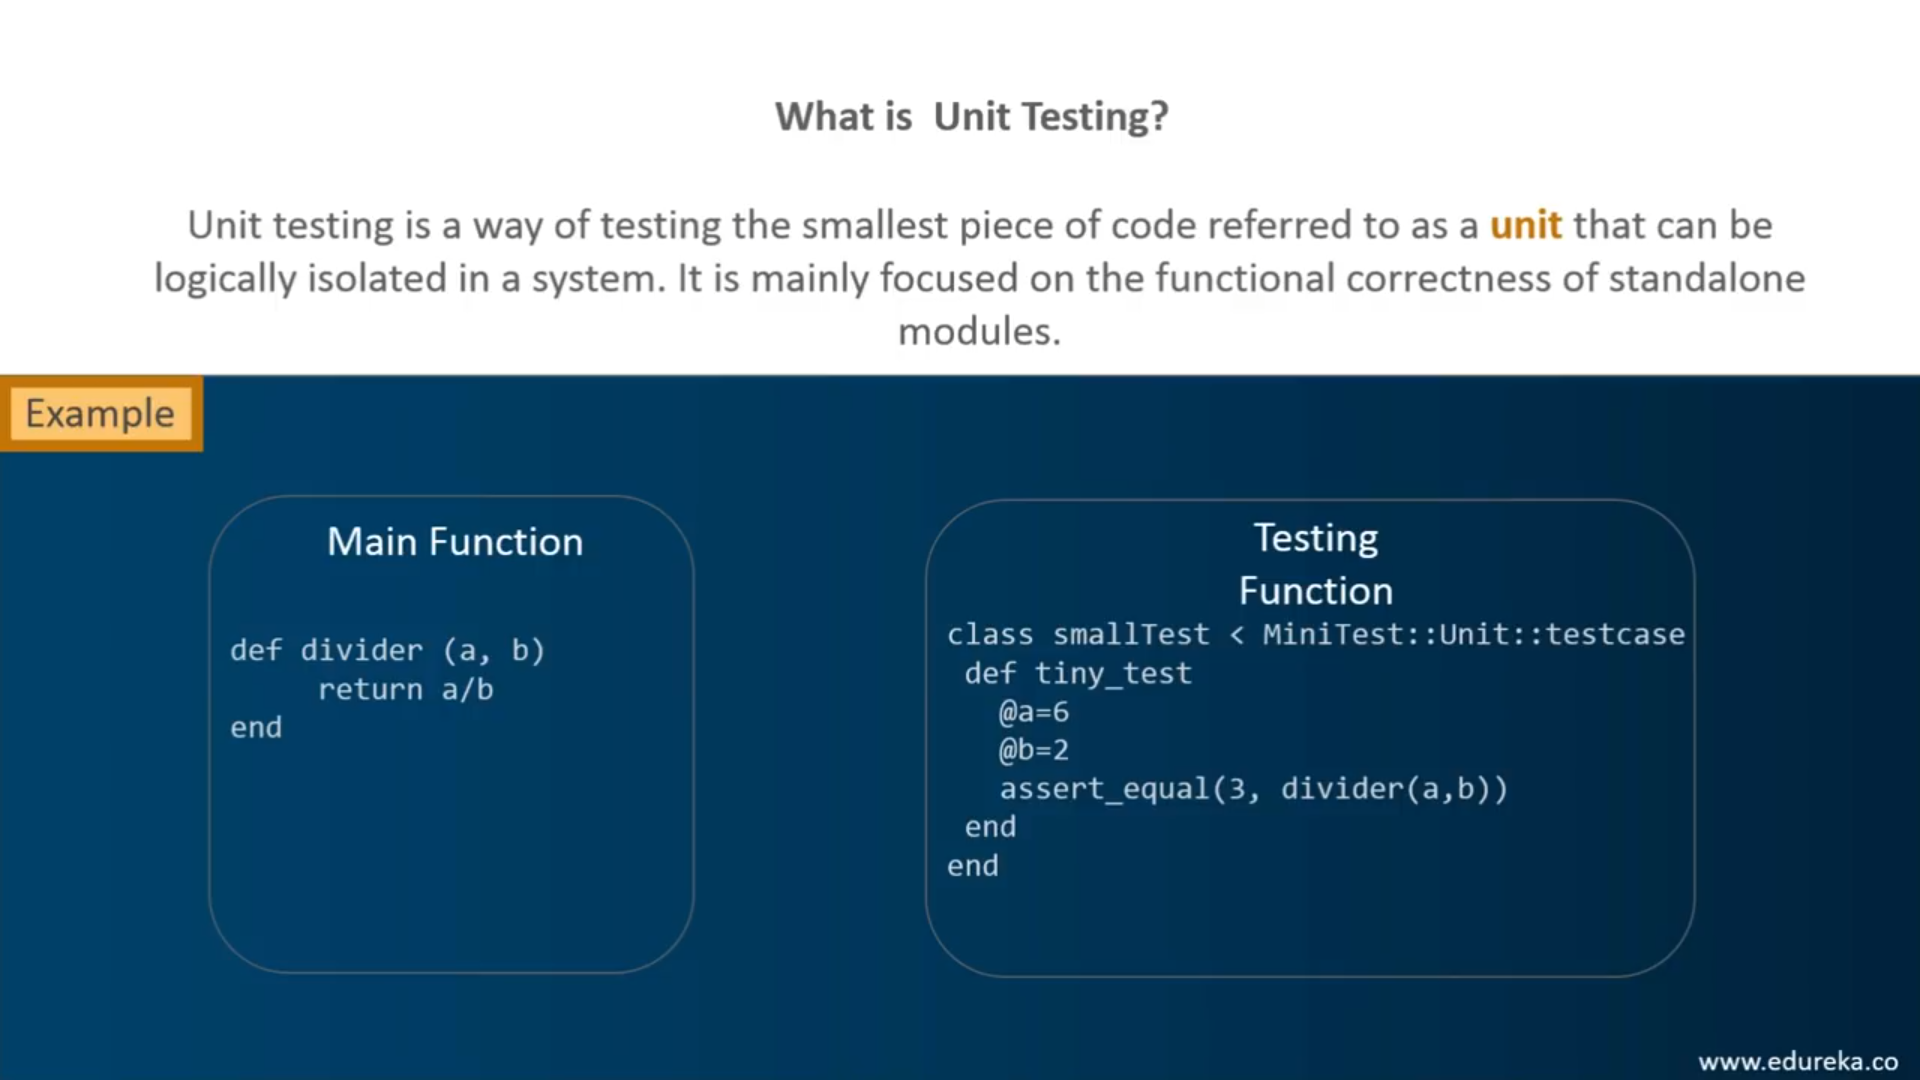 What is  Unit Testing?
Unit testing is a way of testing the smallest piece of code referred to as a unit that can be
logically isolated in a system. It is mainly focused on the functional correctness of standalone
modules.
Example
Main Function
def divider (a, b)
     return a/b
end
Testing
Function
class smallTest < MiniTest::Unit::testcase
 def tiny_test
   @a=6
   @b=2
   assert_equal(3, divider(a,b))
 end
end
www.edureka.co